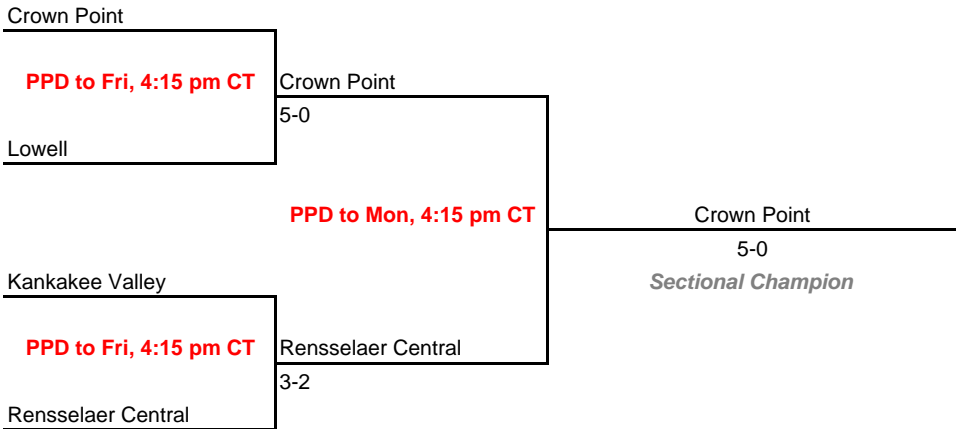 Crown Point
PPD to Fri, 4:15 pm CT
Crown Point
5-0
Lowell
PPD to Mon, 4:15 pm CT
Crown Point
5-0
Sectional Champion
Kankakee Valley
PPD to Fri, 4:15 pm CT
Rensselaer Central
3-2
Rensselaer Central